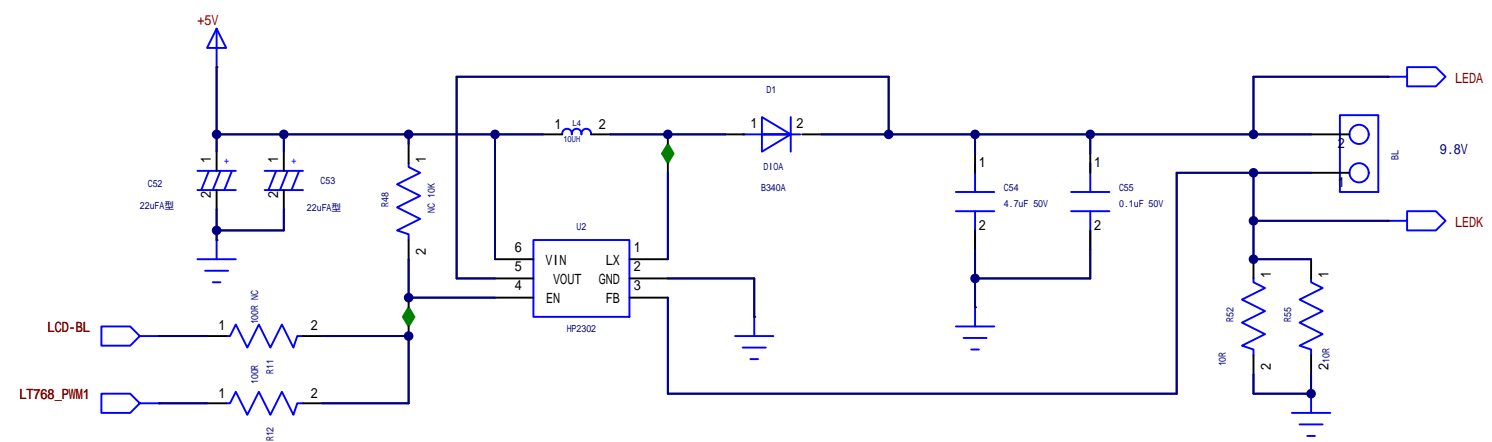 +5V
LEDA
D1
1
2
1
L4
2
10UH
DIOA
B340A
2
1
BL
9.8V
1
+
2
C52
22uFA型
1
+
2
C53
22uFA型
1
R48
NC 10K
2
1
C54
4.7uF 50V
2
1
C55
0.1uF 50V
2
LEDK
U2
6
VIN
LX
1
5
VOUT
GND
2
4
EN
FB
3
HP2302
1
R52
10R
2
1
R55
10R
2
LCD-BL
1
100R NC
2
R11
LT768_PWM1
1
100R
2
R12